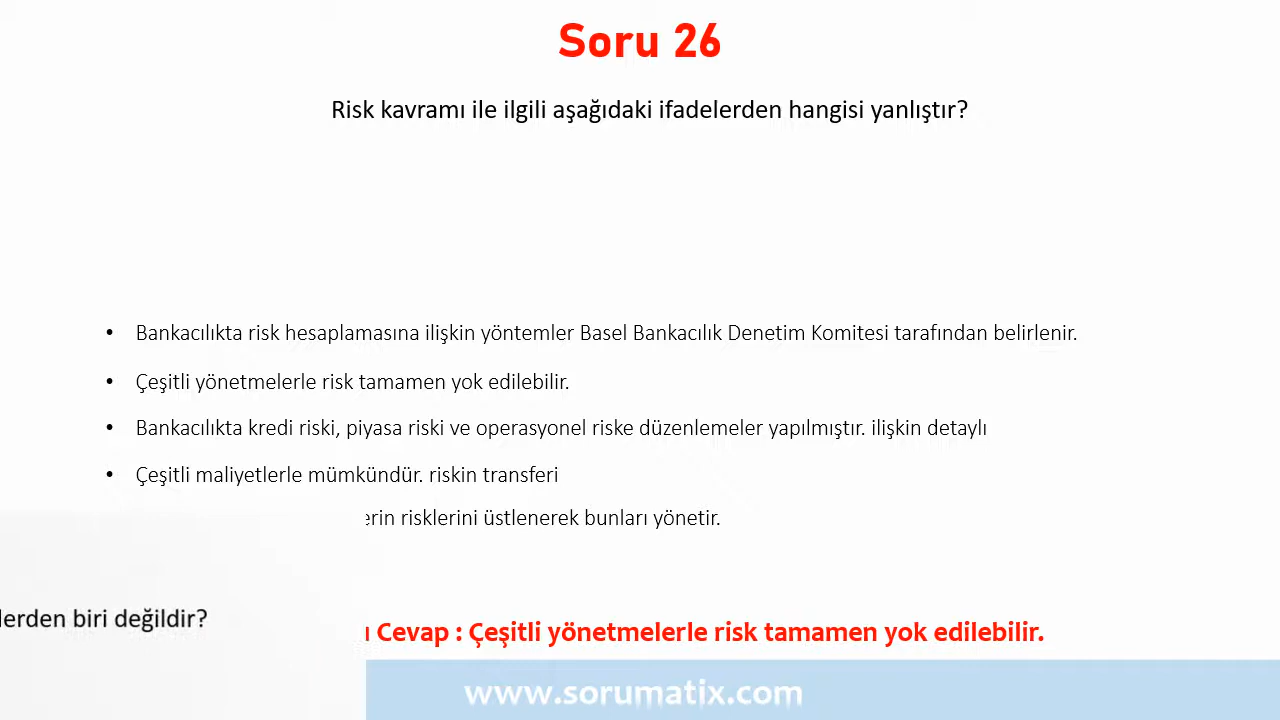 Soru 26
Risk kavramı ile ilgili aşağıdaki ifadelerden hangisi yanlıştır?
• Bankacılıkta risk hesaplamasına ilişkin yöntemler Basel Bankacılık Denetim Komitesi tarafından belirlenir.
• Çeşitli yönetmelerle risk tamamen yok edilebilir.
• Bankacılıkta kredi riski, piyasa riski ve operasyonel riske düzenlemeler yapılmıştır. ilişkin detaylı
• Çeşitli maliyetlerle mümkündür. riskin transferi
risklerini üstlenerek bunları yönetir.
biri değildir?
Cevap : Çeşitli yönetmelerle risk tamamen yok edilebilir.
www.sorumatix.com